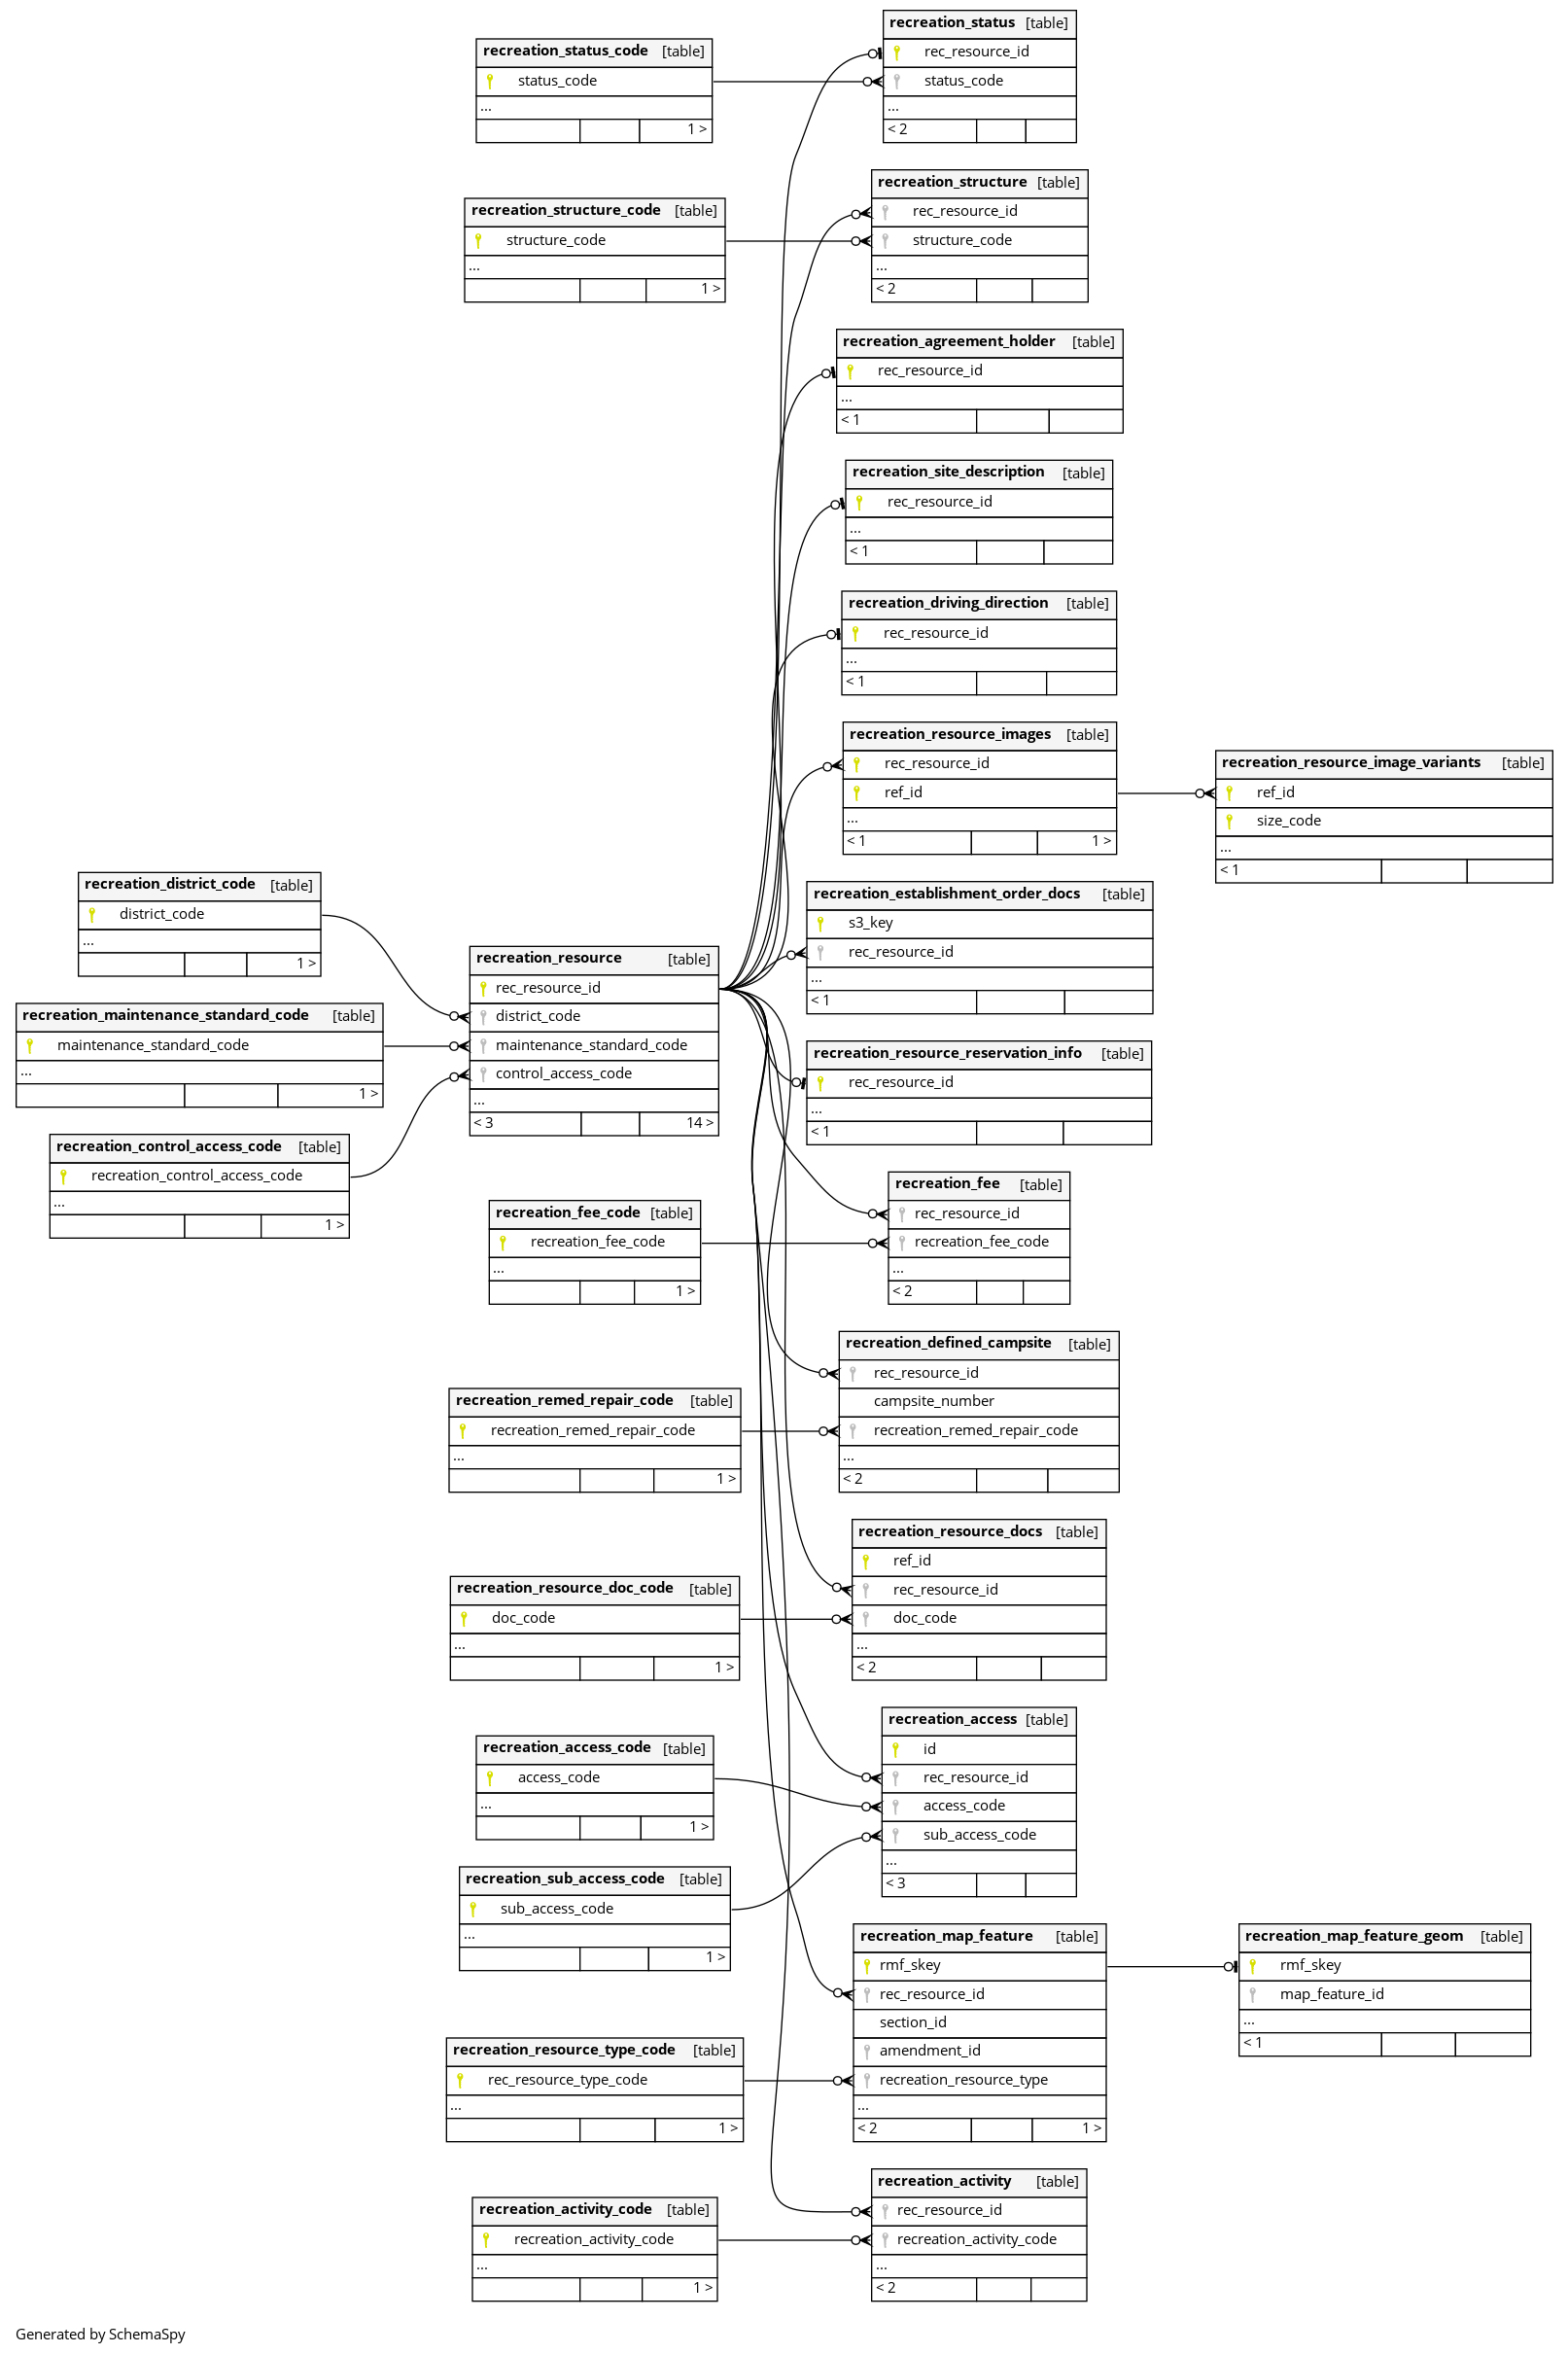 recreation_status [table]
rec_resource_id
status_code
...
< 2
recreation_status_code [table]
status_code
...
1 >
recreation_structure [table]
rec_resource_id
structure_code
...
< 2
recreation_structure_code [table]
structure_code
...
1 >
recreation_agreement_holder [table]
rec_resource_id
...
< 1
recreation_site_description [table]
rec_resource_id
...
< 1
recreation_driving_direction [table]
rec_resource_id
...
< 1
recreation_resource_images [table]
rec_resource_id
ref_id
...
< 1 1 >
recreation_resource_image_variants [table]
ref_id
size_code
...
< 1
recreation_district_code [table]
district_code
...
1 >
recreation_establishment_order_docs [table]
s3_key
rec_resource_id
...
< 1
recreation_resource [table]
rec_resource_id
district_code
maintenance_standard_code
control_access_code
...
< 3 14 >
recreation_maintenance_standard_code [table]
maintenance_standard_code
...
1 >
recreation_resource_reservation_info [table]
rec_resource_id
...
< 1
recreation_control_access_code [table]
recreation_control_access_code
...
1 >
recreation_fee [table]
rec_resource_id
recreation_fee_code
...
< 2
recreation_fee_code [table]
recreation_fee_code
...
1 >
recreation_defined_campsite [table]
rec_resource_id
campsite_number
recreation_remed_repair_code
...
< 2
recreation_remed_repair_code [table]
recreation_remed_repair_code
...
1 >
recreation_resource_docs [table]
ref_id
rec_resource_id
doc_code
...
< 2
recreation_resource_doc_code [table]
doc_code
...
1 >
recreation_access [table]
id
rec_resource_id
access_code
sub_access_code
...
< 3
recreation_access_code [table]
access_code
...
1 >
recreation_sub_access_code [table]
sub_access_code
...
1 >
recreation_map_feature [table]
rmf_skey
rec_resource_id
section_id
amendment_id
recreation_resource_type
...
< 2 1 >
recreation_map_feature_geom [table]
rmf_skey
map_feature_id
...
< 1
recreation_resource_type_code [table]
rec_resource_type_code
...
1 >
recreation_activity [table]
rec_resource_id
recreation_activity_code
...
< 2
recreation_activity_code [table]
recreation_activity_code
...
1 >
Generated by SchemaSpy